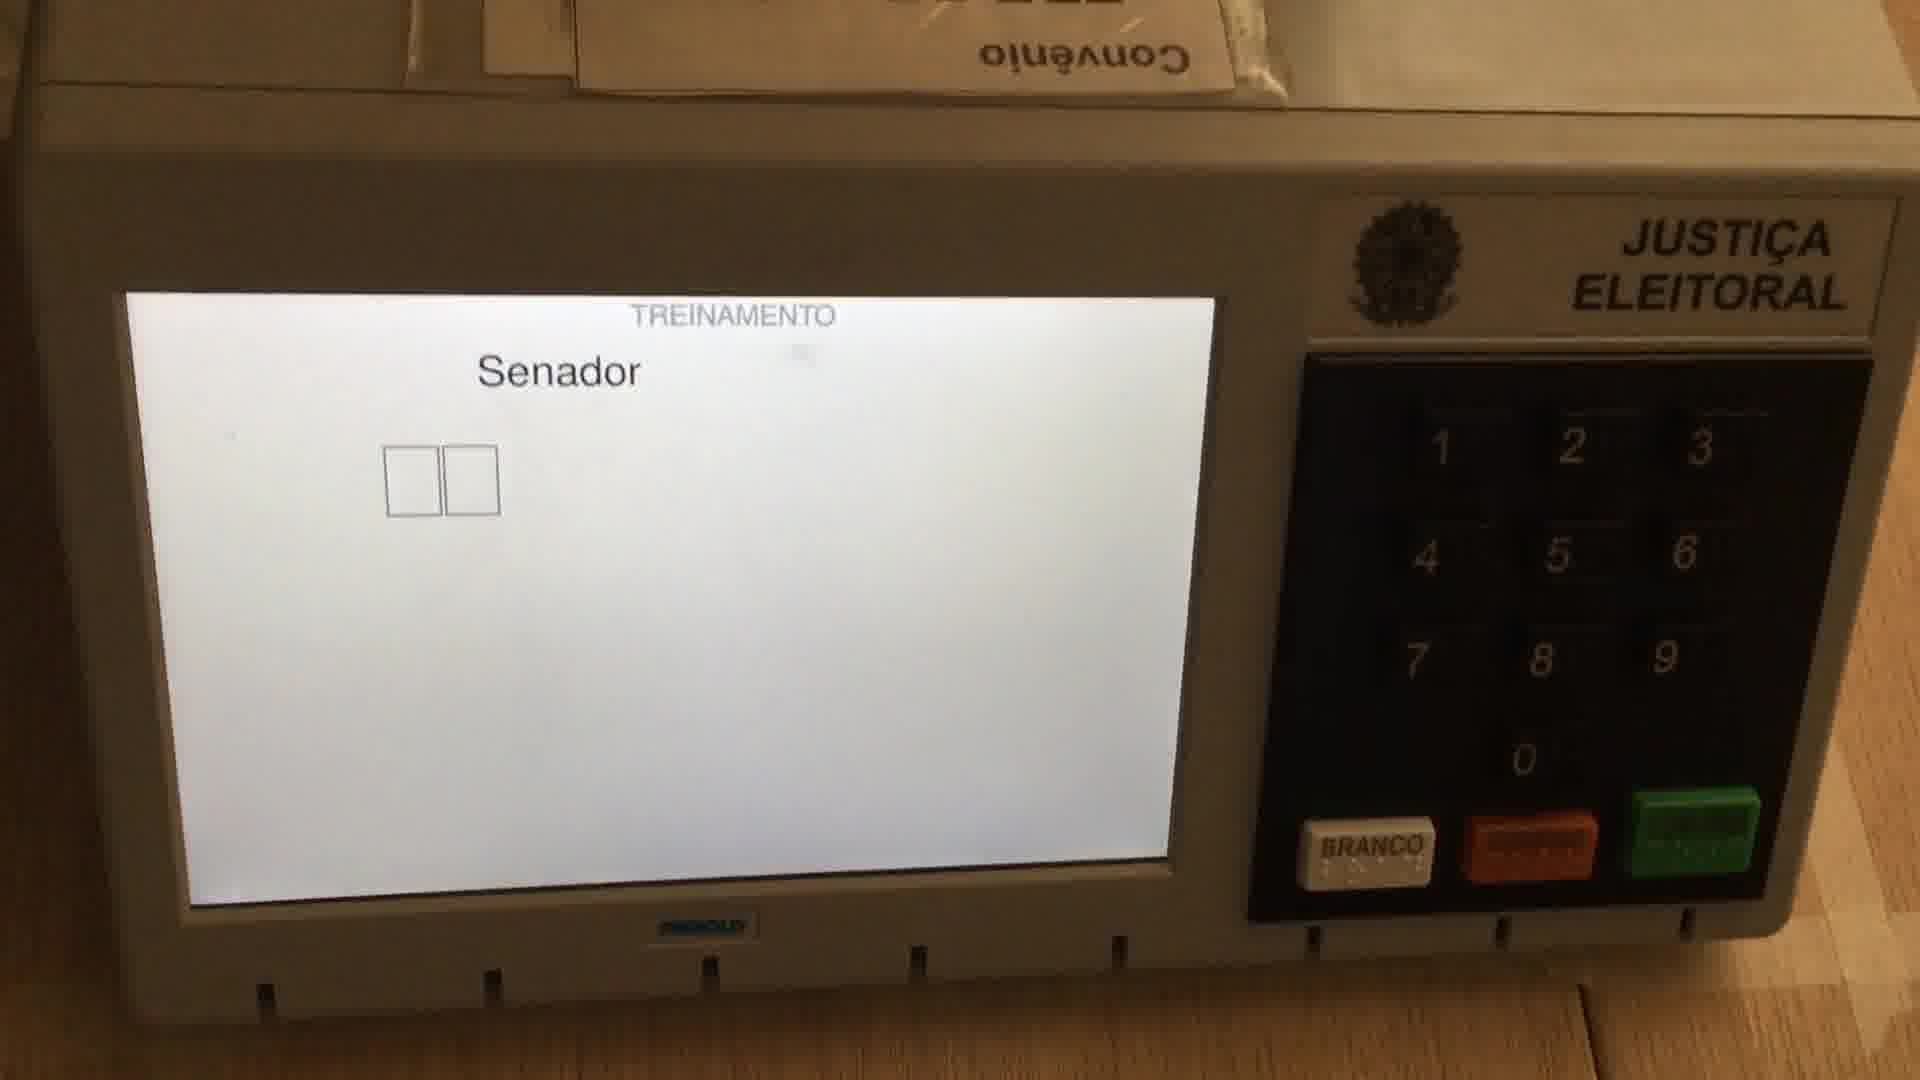 Convênio
JUSTIÇA
ELEITORAL
TREINAMENTO
Senador
1 2 3
4 5 6
7 8 9
0
BRANCO